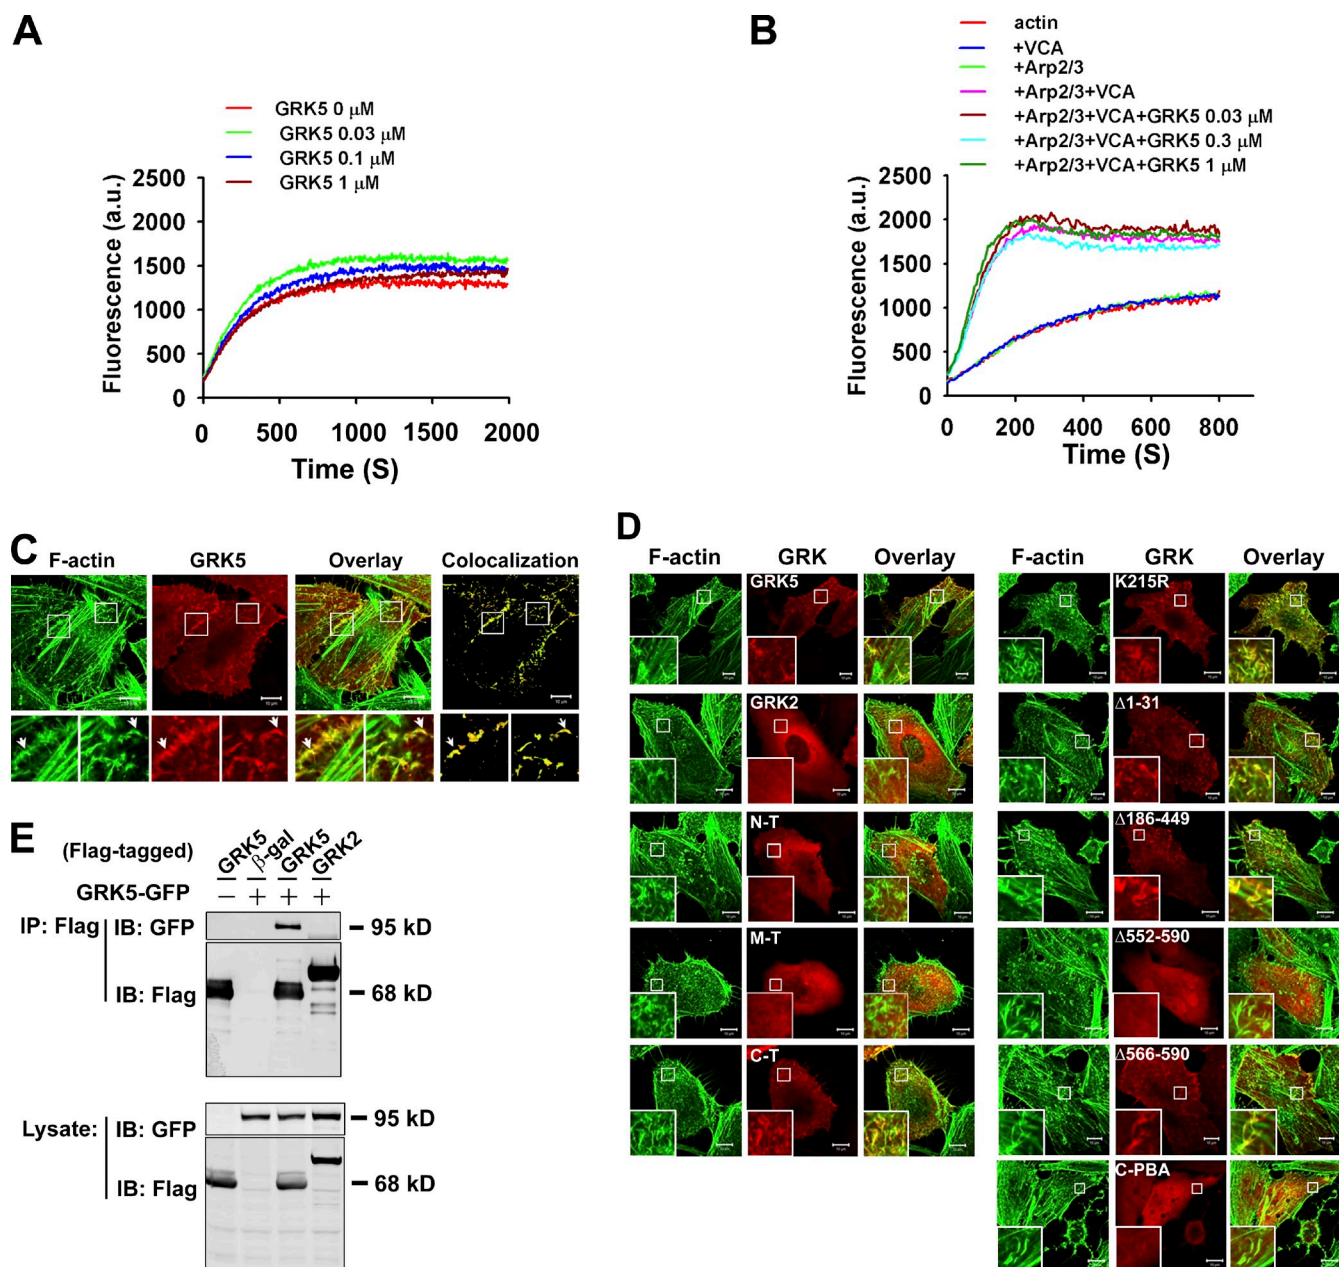 A
GRK5 0 µM
GRK5 0.03 µM
GRK5 0.1 µM
GRK5 1 µM
Fluorescence (a.u.)
2500
2000
1500
1000
500
0
0 500 1000 1500 2000
Time (S)
B
actin
+VCA
+Arp2/3
+Arp2/3+VCA
+Arp2/3+VCA+GRK5 0.03 µM
+Arp2/3+VCA+GRK5 0.3 µM
+Arp2/3+VCA+GRK5 1 µM
Fluorescence (a.u.)
2500
2000
1500
1000
500
0
0 200 400 600 800
Time (S)
C
F-actin GRK5 Overlay Colocalization
10 µm
10 µm
D
F-actin GRK Overlay
GRK5
GRK2
N-T
M-T
C-T
F-actin GRK Overlay
K215R
Δ1-31
Δ186-449
Δ552-590
Δ566-590
C-PBA
E
(Flag-tagged) GRK5 β-gal GRK5 GRK2
GRK5-GFP − + + +
IP: Flag IB: GFP 95 kD
IB: Flag 68 kD
Lysate: IB: GFP 95 kD
IB: Flag 68 kD